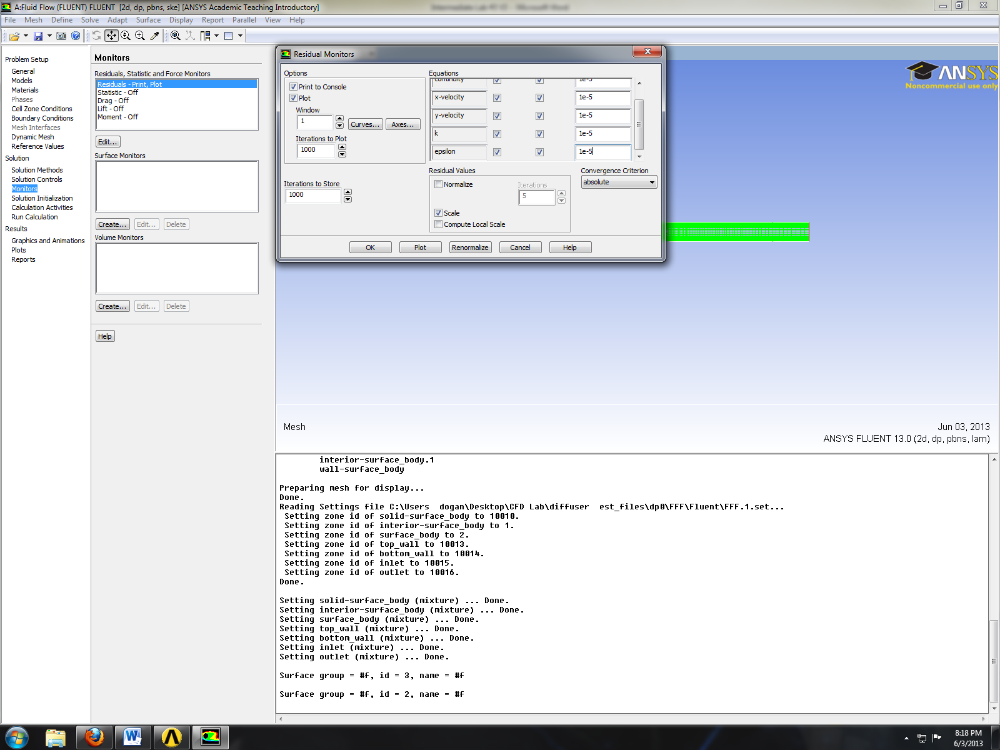 A:Fluid Flow (FLUENT) FLUENT [2d, dp, pbns, ske] [ANSYS Academic Teaching Introductory]
File Mesh Define Solve Adapt Surface Display Report Parallel View Help
Problem Setup
General
Models
Materials
Phases
Cell Zone Conditions
Boundary Conditions
Mesh Interfaces
Dynamic Mesh
Reference Values
Solution
Solution Methods
Solution Controls
Monitors
Solution Initialization
Calculation Activities
Run Calculation
Results
Graphics and Animations
Plots
Reports
Monitors
Residuals, Statistic and Force Monitors
Residuals - Print, Plot
Statistic - Off
Drag - Off
Lift - Off
Moment - Off
Edit...
Surface Monitors
Create... Edit... Delete
Volume Monitors
Create... Edit... Delete
Help
Residual Monitors
Options
Print to Console
Plot
Window
1
Curves... Axes...
Iterations to Plot
1000
Iterations to Store
1000
Equations
continuity 1e-5
x-velocity 1e-5
y-velocity 1e-5
k 1e-5
epsilon 1e-5
Residual Values
Normalize
Iterations
5
Scale
Compute Local Scale
Convergence Criterion
absolute
OK Plot Renormalize Cancel Help
ANSYS
Noncommercial use only
Mesh
Jun 03, 2013
ANSYS FLUENT 13.0 (2d, dp, pbns, lam)
interior-surface_body.1
wall-surface_body
Preparing mesh for display...
Done.
Reading Settings file C:\Users dogan\Desktop\CFD Lab\diffuser est_files\dp0\FFF\Fluent\FFF.1.set...
Setting zone id of solid-surface_body to 10010.
Setting zone id of interior-surface_body to 1.
Setting zone id of surface_body to 2.
Setting zone id of top_wall to 10013.
Setting zone id of bottom_wall to 10014.
Setting zone id of inlet to 10015.
Setting zone id of outlet to 10016.
Done.
Setting solid-surface_body (mixture) ... Done.
Setting interior-surface_body (mixture) ... Done.
Setting surface_body (mixture) ... Done.
Setting top_wall (mixture) ... Done.
Setting bottom_wall (mixture) ... Done.
Setting inlet (mixture) ... Done.
Setting outlet (mixture) ... Done.
Surface group = #f, id = 3, name = #f
Surface group = #f, id = 2, name = #f
8:18 PM
6/3/2013